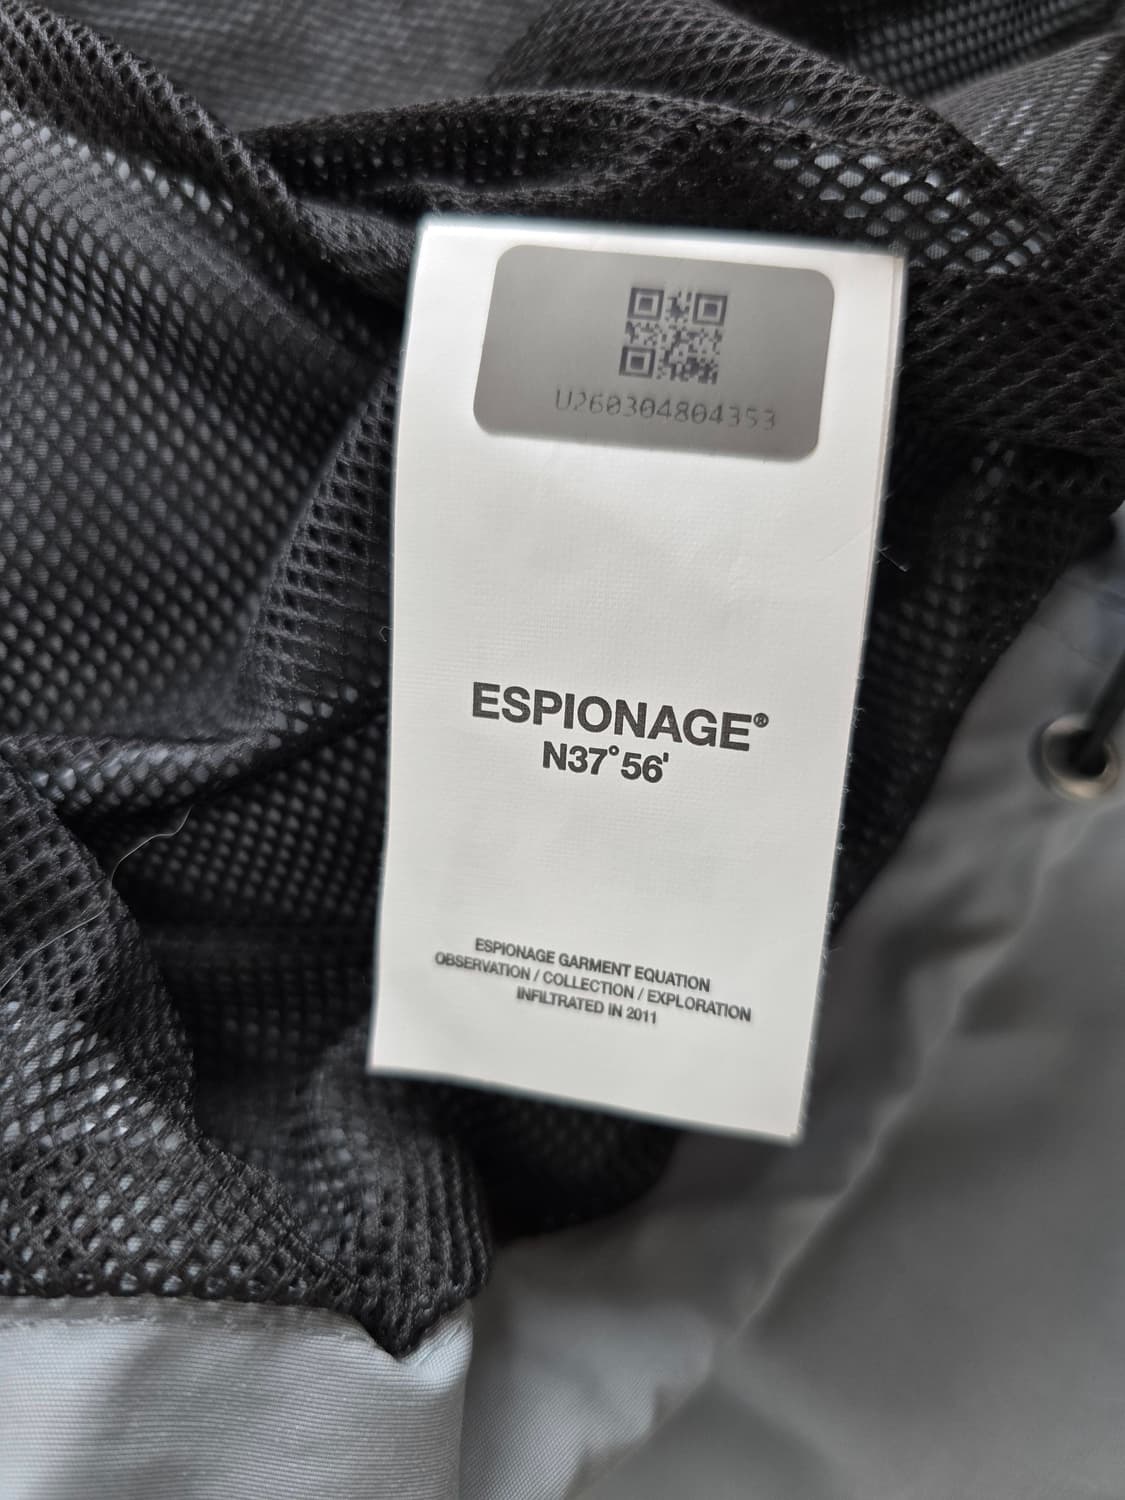 U260304804353
ESPIONAGE®
N37°56'
ESPIONAGE GARMENT EQUATION
OBSERVATION / COLLECTION / EXPLORATION
INFILTRATED IN 2011